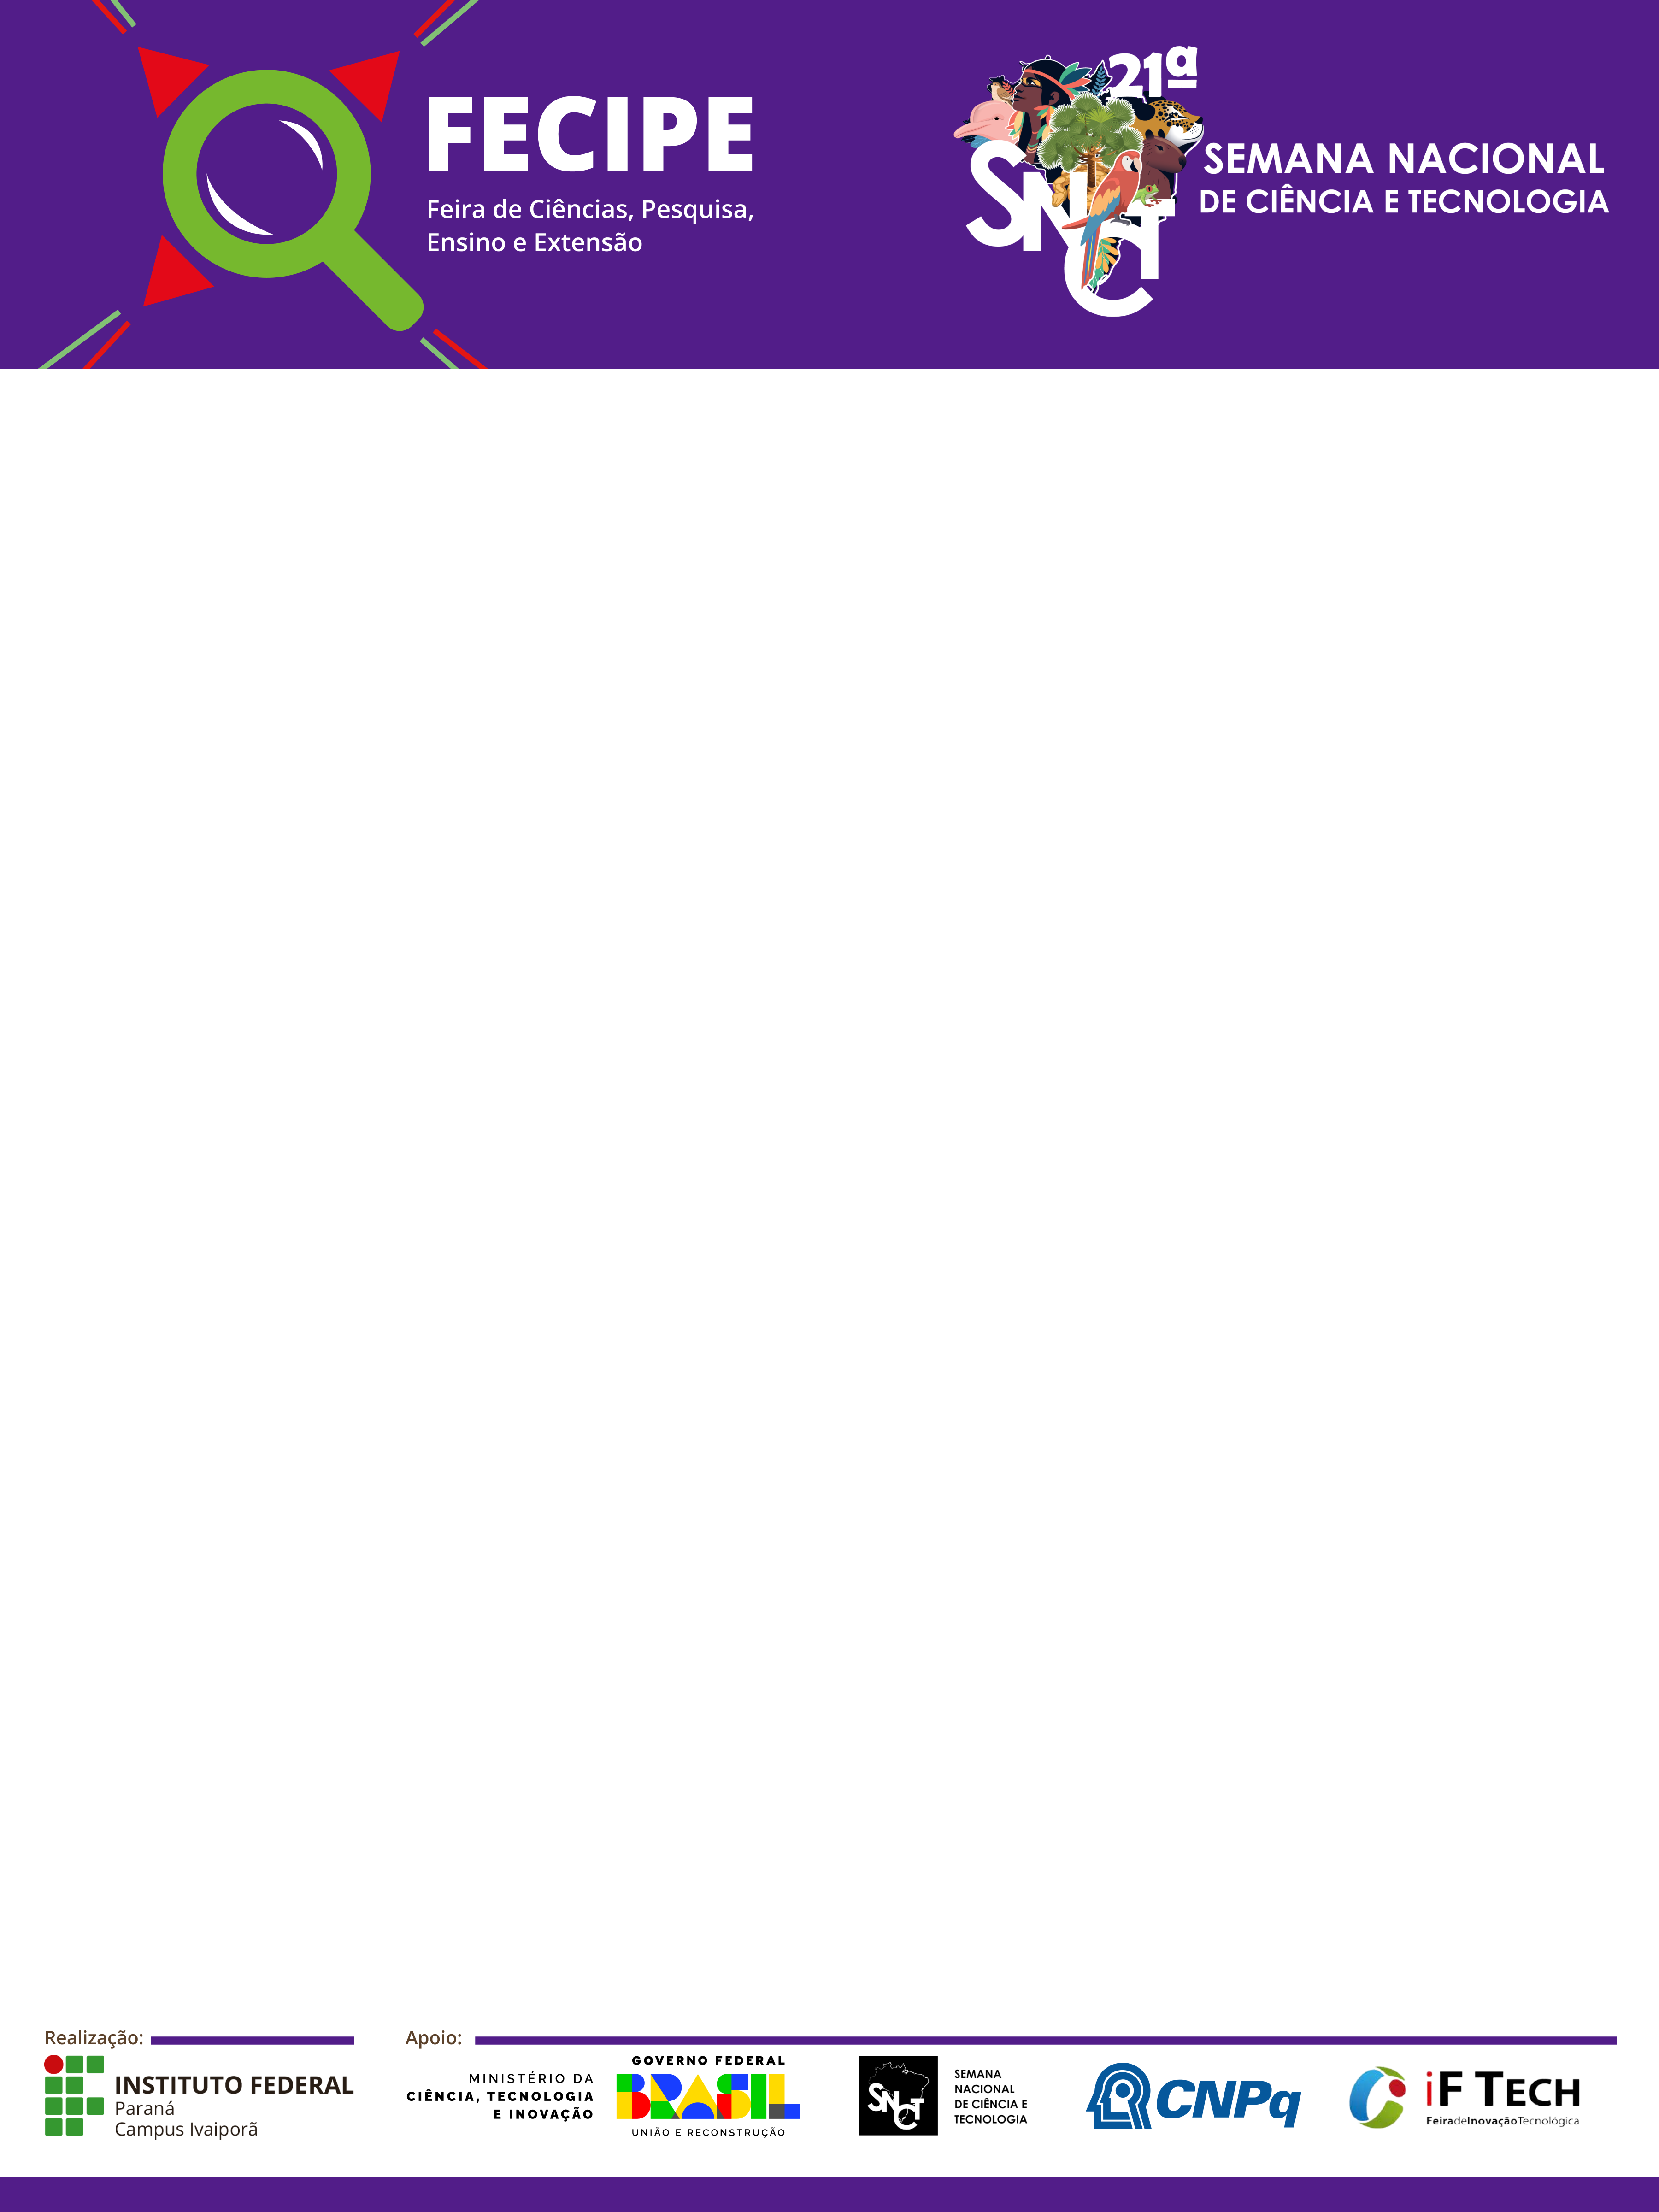 FECIPE
Feira de Ciências, Pesquisa,
Ensino e Extensão
21ª
SNCT
SEMANA NACIONAL
DE CIÊNCIA E TECNOLOGIA
Realização:
INSTITUTO FEDERAL
Paraná
Campus Ivaiporã
Apoio:
MINISTÉRIO DA
CIÊNCIA, TECNOLOGIA
E INOVAÇÃO
GOVERNO FEDERAL
BRASIL
UNIÃO E RECONSTRUÇÃO
SNCT
SEMANA
NACIONAL
DE CIÊNCIA E
TECNOLOGIA
CNPq
iF TECH
FeiradeInovaçãoTecnológica